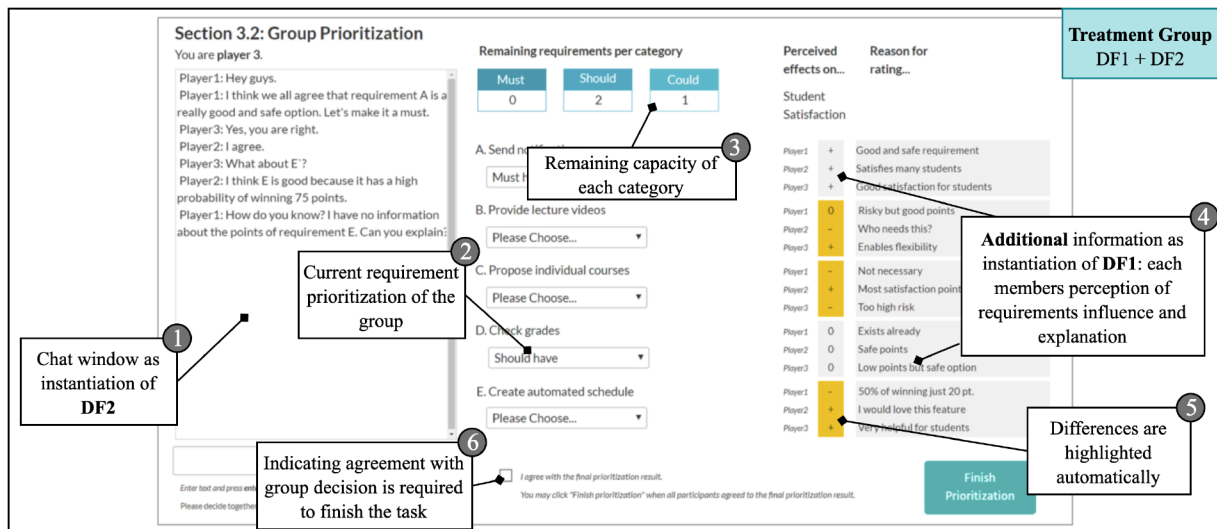 Section 3.2: Group Prioritization
You are player 3.
Player1: Hey guys.
Player1: I think we all agree that requirement A is a
really good and safe option. Let's make it a must.
Player3: Yes, you are right.
Player2: I agree.
Player3: What about E`?
Player2: I think E is good because it has a high
probability of winning 75 points.
Player1: How do you know? I have no information
about the points of requirement E. Can you explain?
1
Chat window as
instantiation of
DF2
Enter text and press
Please decide together
Remaining requirements per category
Must
Should
Could
0
2
1
3
Remaining capacity of
each category
A. Send
Must
B. Provide lecture videos
Please Choose...
2
Current requirement
prioritization of the
group
C. Propose individual courses
Please Choose...
D. Check grades
Should have
E. Create automated schedule
Please Choose...
6
Indicating agreement with
group decision is required
to finish the task
I agree with the final prioritization result.
You may click "Finish prioritization" when all participants agreed to the final prioritization result.
Treatment Group
DF1 + DF2
Perceived
effects on...
Reason for
rating...
Student
Satisfaction
Player1 + Good and safe requirement
Player2 + Satisfies many students
Player3 + Good satisfaction for students
Player1 0 Risky but good points
Player2 – Who needs this?
Player3 + Enables flexibility
Player1 – Not necessary
Player2 + Most satisfaction
Player3 – Too high risk
Player1 0 Exists already
Player2 0 Safe points
Player3 0 Low points but safe option
Player1 – 50% of winning just 20 pt.
Player2 + I would love this feature
Player3 + Very helpful for students
4
Additional information as
instantiation of DF1: each
members perception of
requirements influence and
explanation
5
Differences are
highlighted
automatically
Finish
Prioritization